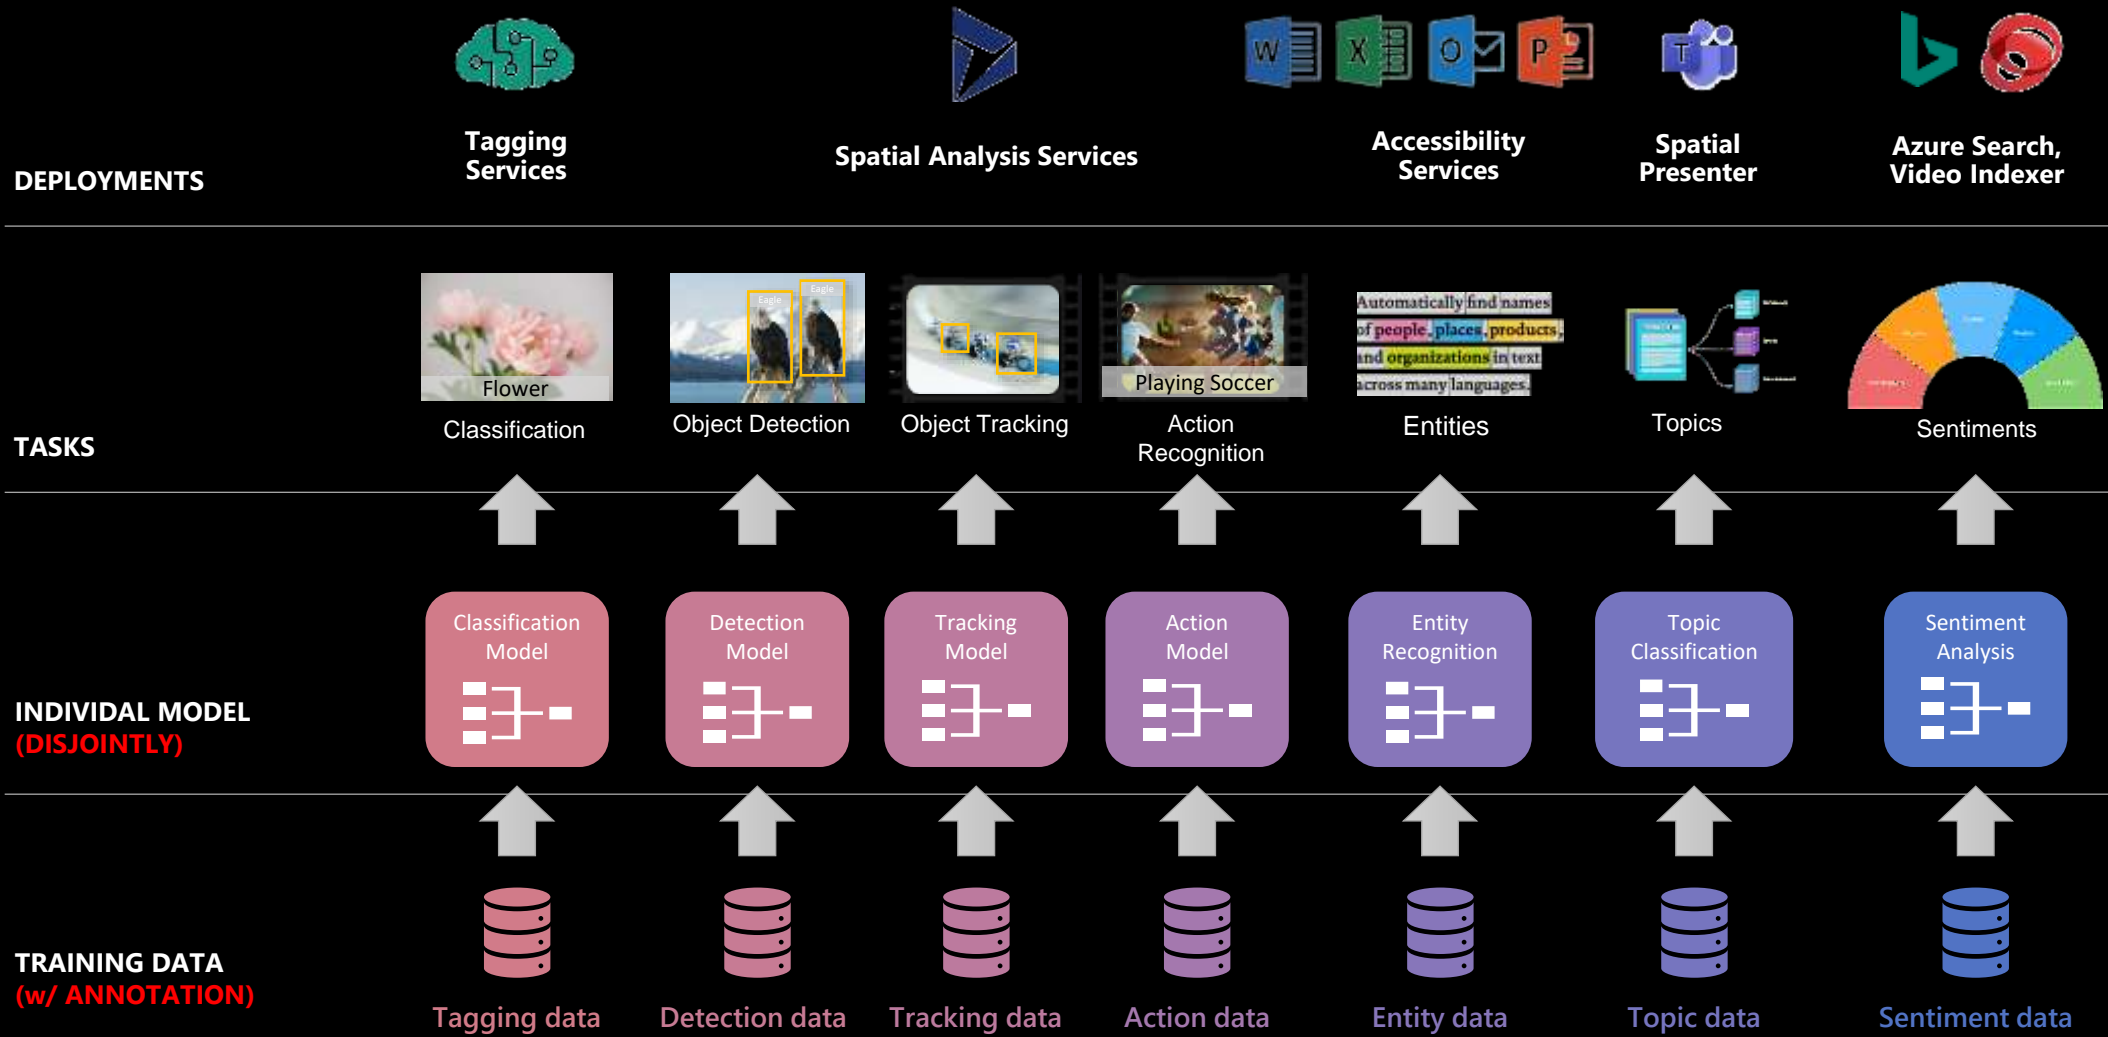 W
X
O
P
T
Tagging
Services
Spatial Analysis Services
Accessibility
Services
Spatial
Presenter
Azure Search,
Video Indexer
DEPLOYMENTS
Flower
Classification
Eagle
Eagle
Object Detection
Object Tracking
Playing Soccer
Action
Recognition
Automatically find names
of people, places, products,
and organizations in text
across many languages.
Entities
Topics
Sentiments
TASKS
Classification
Model
Detection
Model
Tracking
Model
Action
Model
Entity
Recognition
Topic
Classification
Sentiment
Analysis
INDIVIDAL MODEL
(DISJOINTLY)
TRAINING DATA
(w/ ANNOTATION)
Tagging data
Detection data
Tracking data
Action data
Entity data
Topic data
Sentiment data